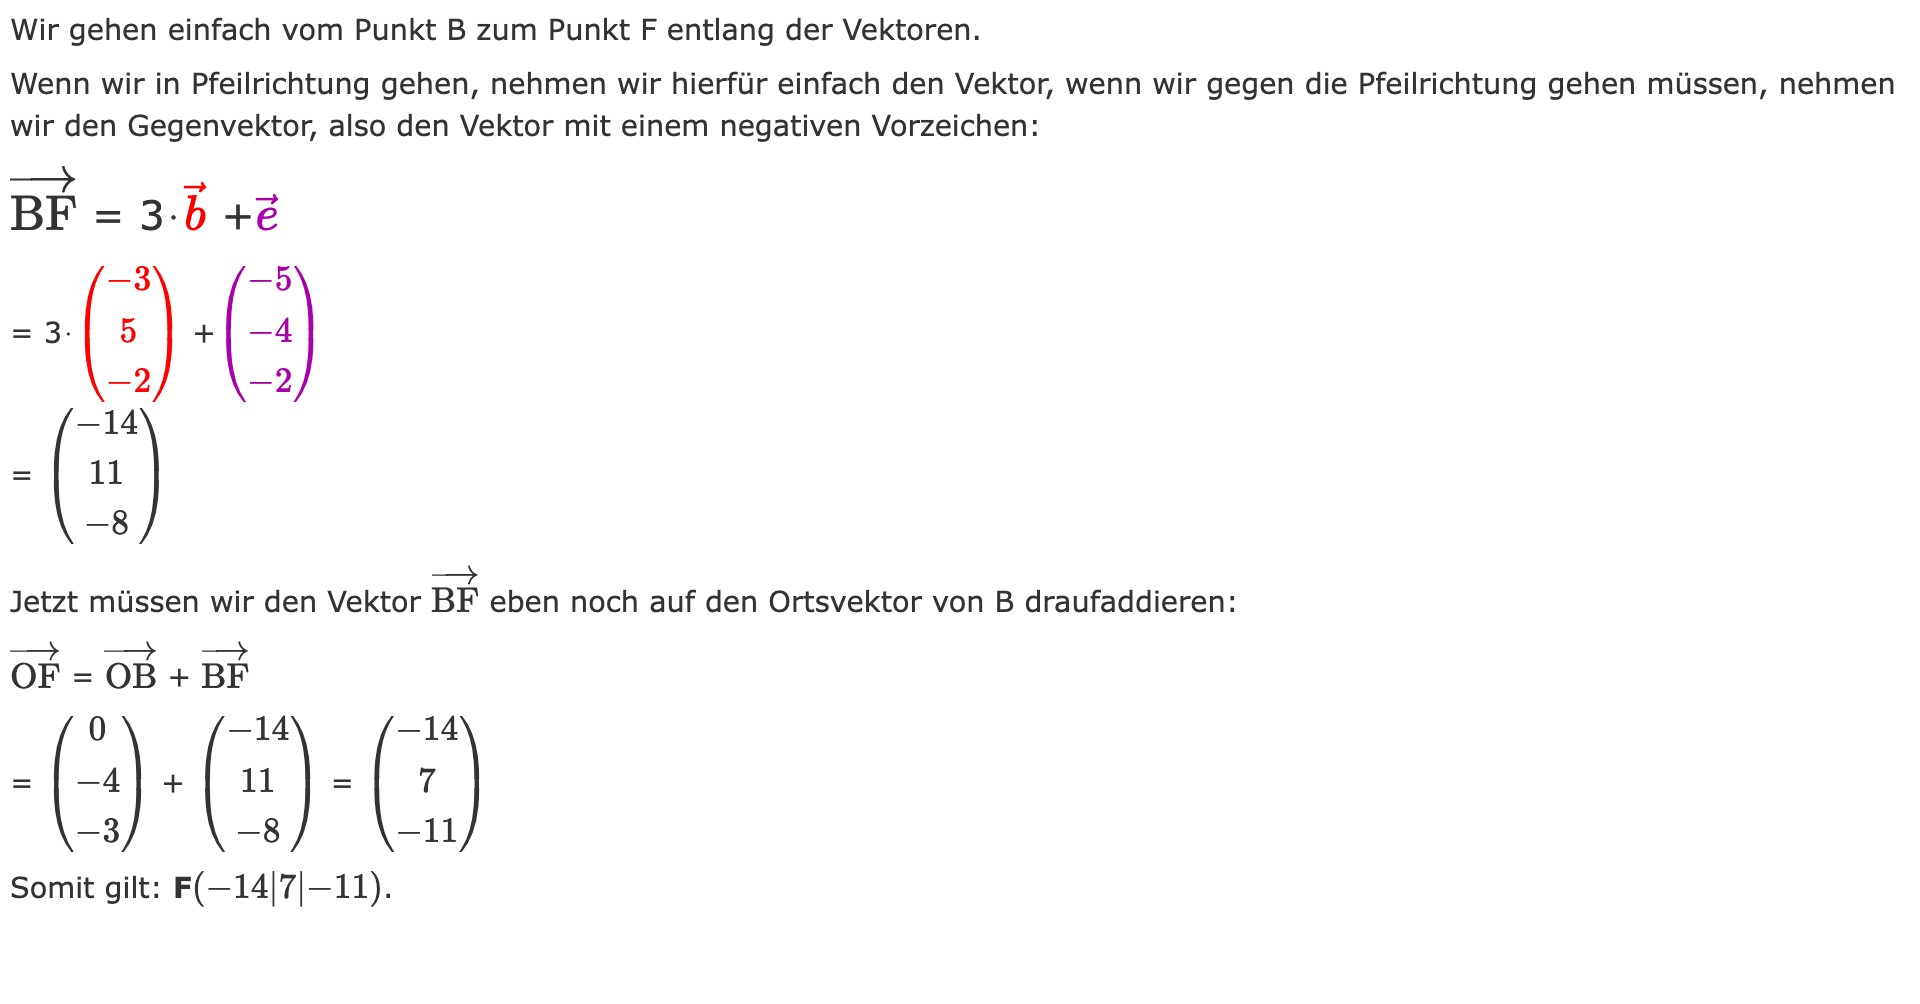 Wir gehen einfach vom Punkt B zum Punkt F entlang der Vektoren.
Wenn wir in Pfeilrichtung gehen, nehmen wir hierfür einfach den Vektor, wenn wir gegen die Pfeilrichtung gehen müssen, nehmen
wir den Gegenvektor, also den Vektor mit einem negativen Vorzeichen:
$\overrightarrow{BF}$ = 3·$\vec{b}$ +$\vec{e}$
= 3·$\begin{pmatrix} -3 \\ 5 \\ -2 \end{pmatrix}$ + $\begin{pmatrix} -5 \\ -4 \\ -2 \end{pmatrix}$
= $\begin{pmatrix} -14 \\ 11 \\ -8 \end{pmatrix}$
Jetzt müssen wir den Vektor $\overrightarrow{BF}$ eben noch auf den Ortsvektor von B draufaddieren:
$\overrightarrow{OF}$ = $\overrightarrow{OB}$ + $\overrightarrow{BF}$
= $\begin{pmatrix} 0 \\ -4 \\ -3 \end{pmatrix}$ + $\begin{pmatrix} -14 \\ 11 \\ -8 \end{pmatrix}$ = $\begin{pmatrix} -14 \\ 7 \\ -11 \end{pmatrix}$
Somit gilt: F(−14|7|−11).